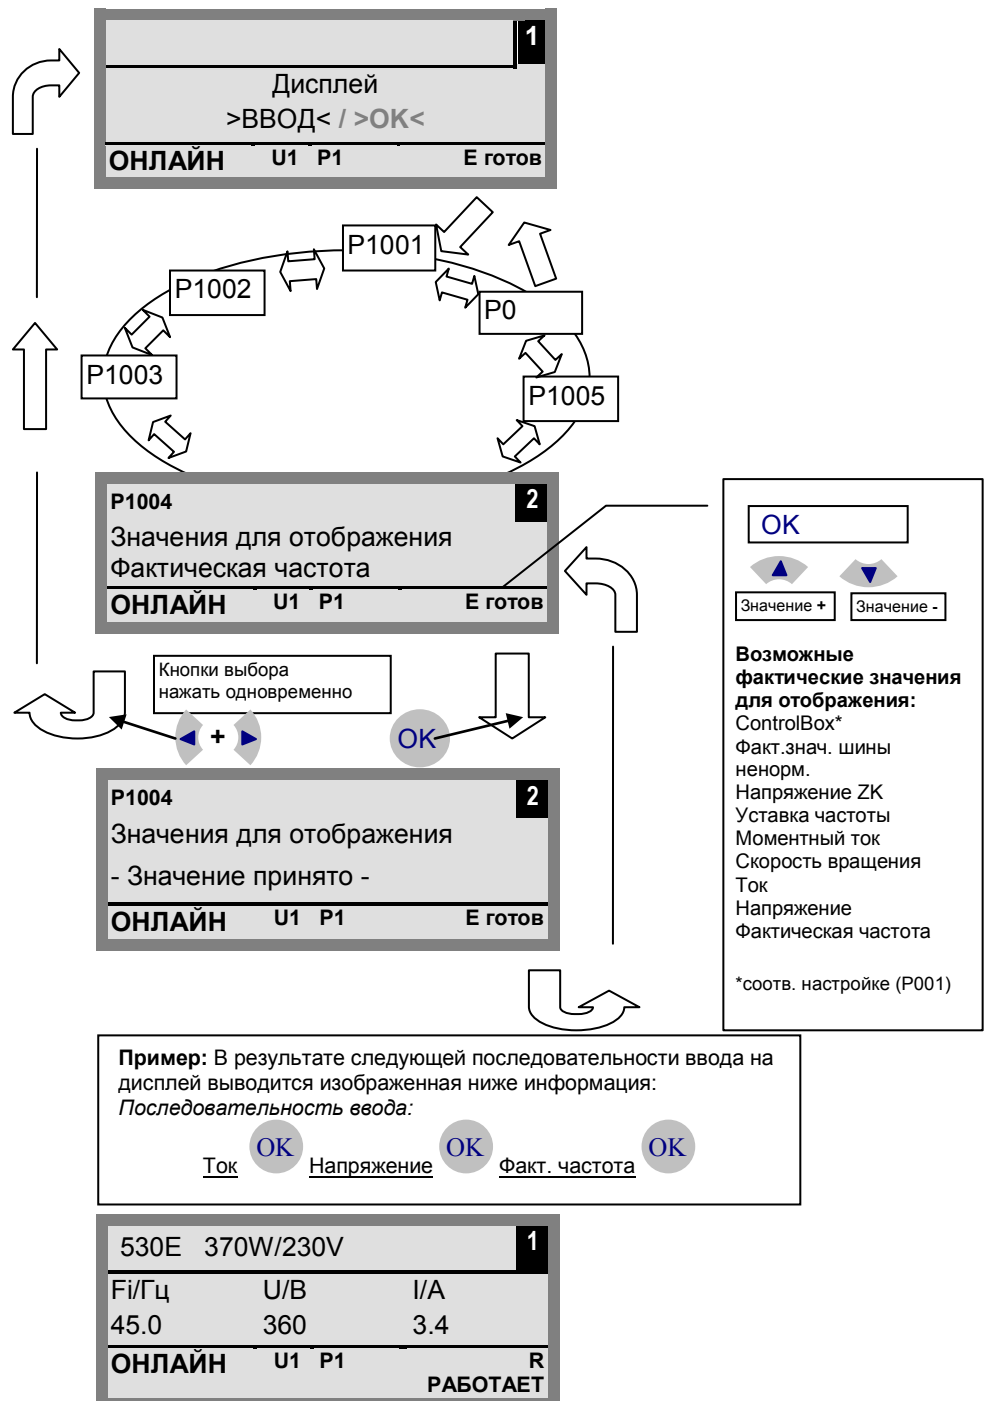 1
Дисплей
>ВВОД< / >OK<
ОНЛАЙН U1 P1 E готов
P1001
P1002
P0
P1003
P1005
P1004 2
Значения для отображения
Фактическая частота
ОНЛАЙН U1 P1 E готов
OK
Значение +
Значение -
Возможные
фактические значения
для отображения:
ControlBox*
Факт.знач. шины
ненорм.
Напряжение ZK
Уставка частоты
Моментный ток
Скорость вращения
Ток
Напряжение
Фактическая частота
*соотв. настройке (P001)
Кнопки выбора
нажать одновременно
+
OK
P1004 2
Значения для отображения
- Значение принято -
ОНЛАЙН U1 P1 E готов
Пример: В результате следующей последовательности ввода на
дисплей выводится изображенная ниже информация:
Последовательность ввода:
Ток OK Напряжение OK Факт. частота OK
530E 370W/230V 1
Fi/Гц U/В I/A
45.0 360 3.4
ОНЛАЙН U1 P1 R
РАБОТАЕТ